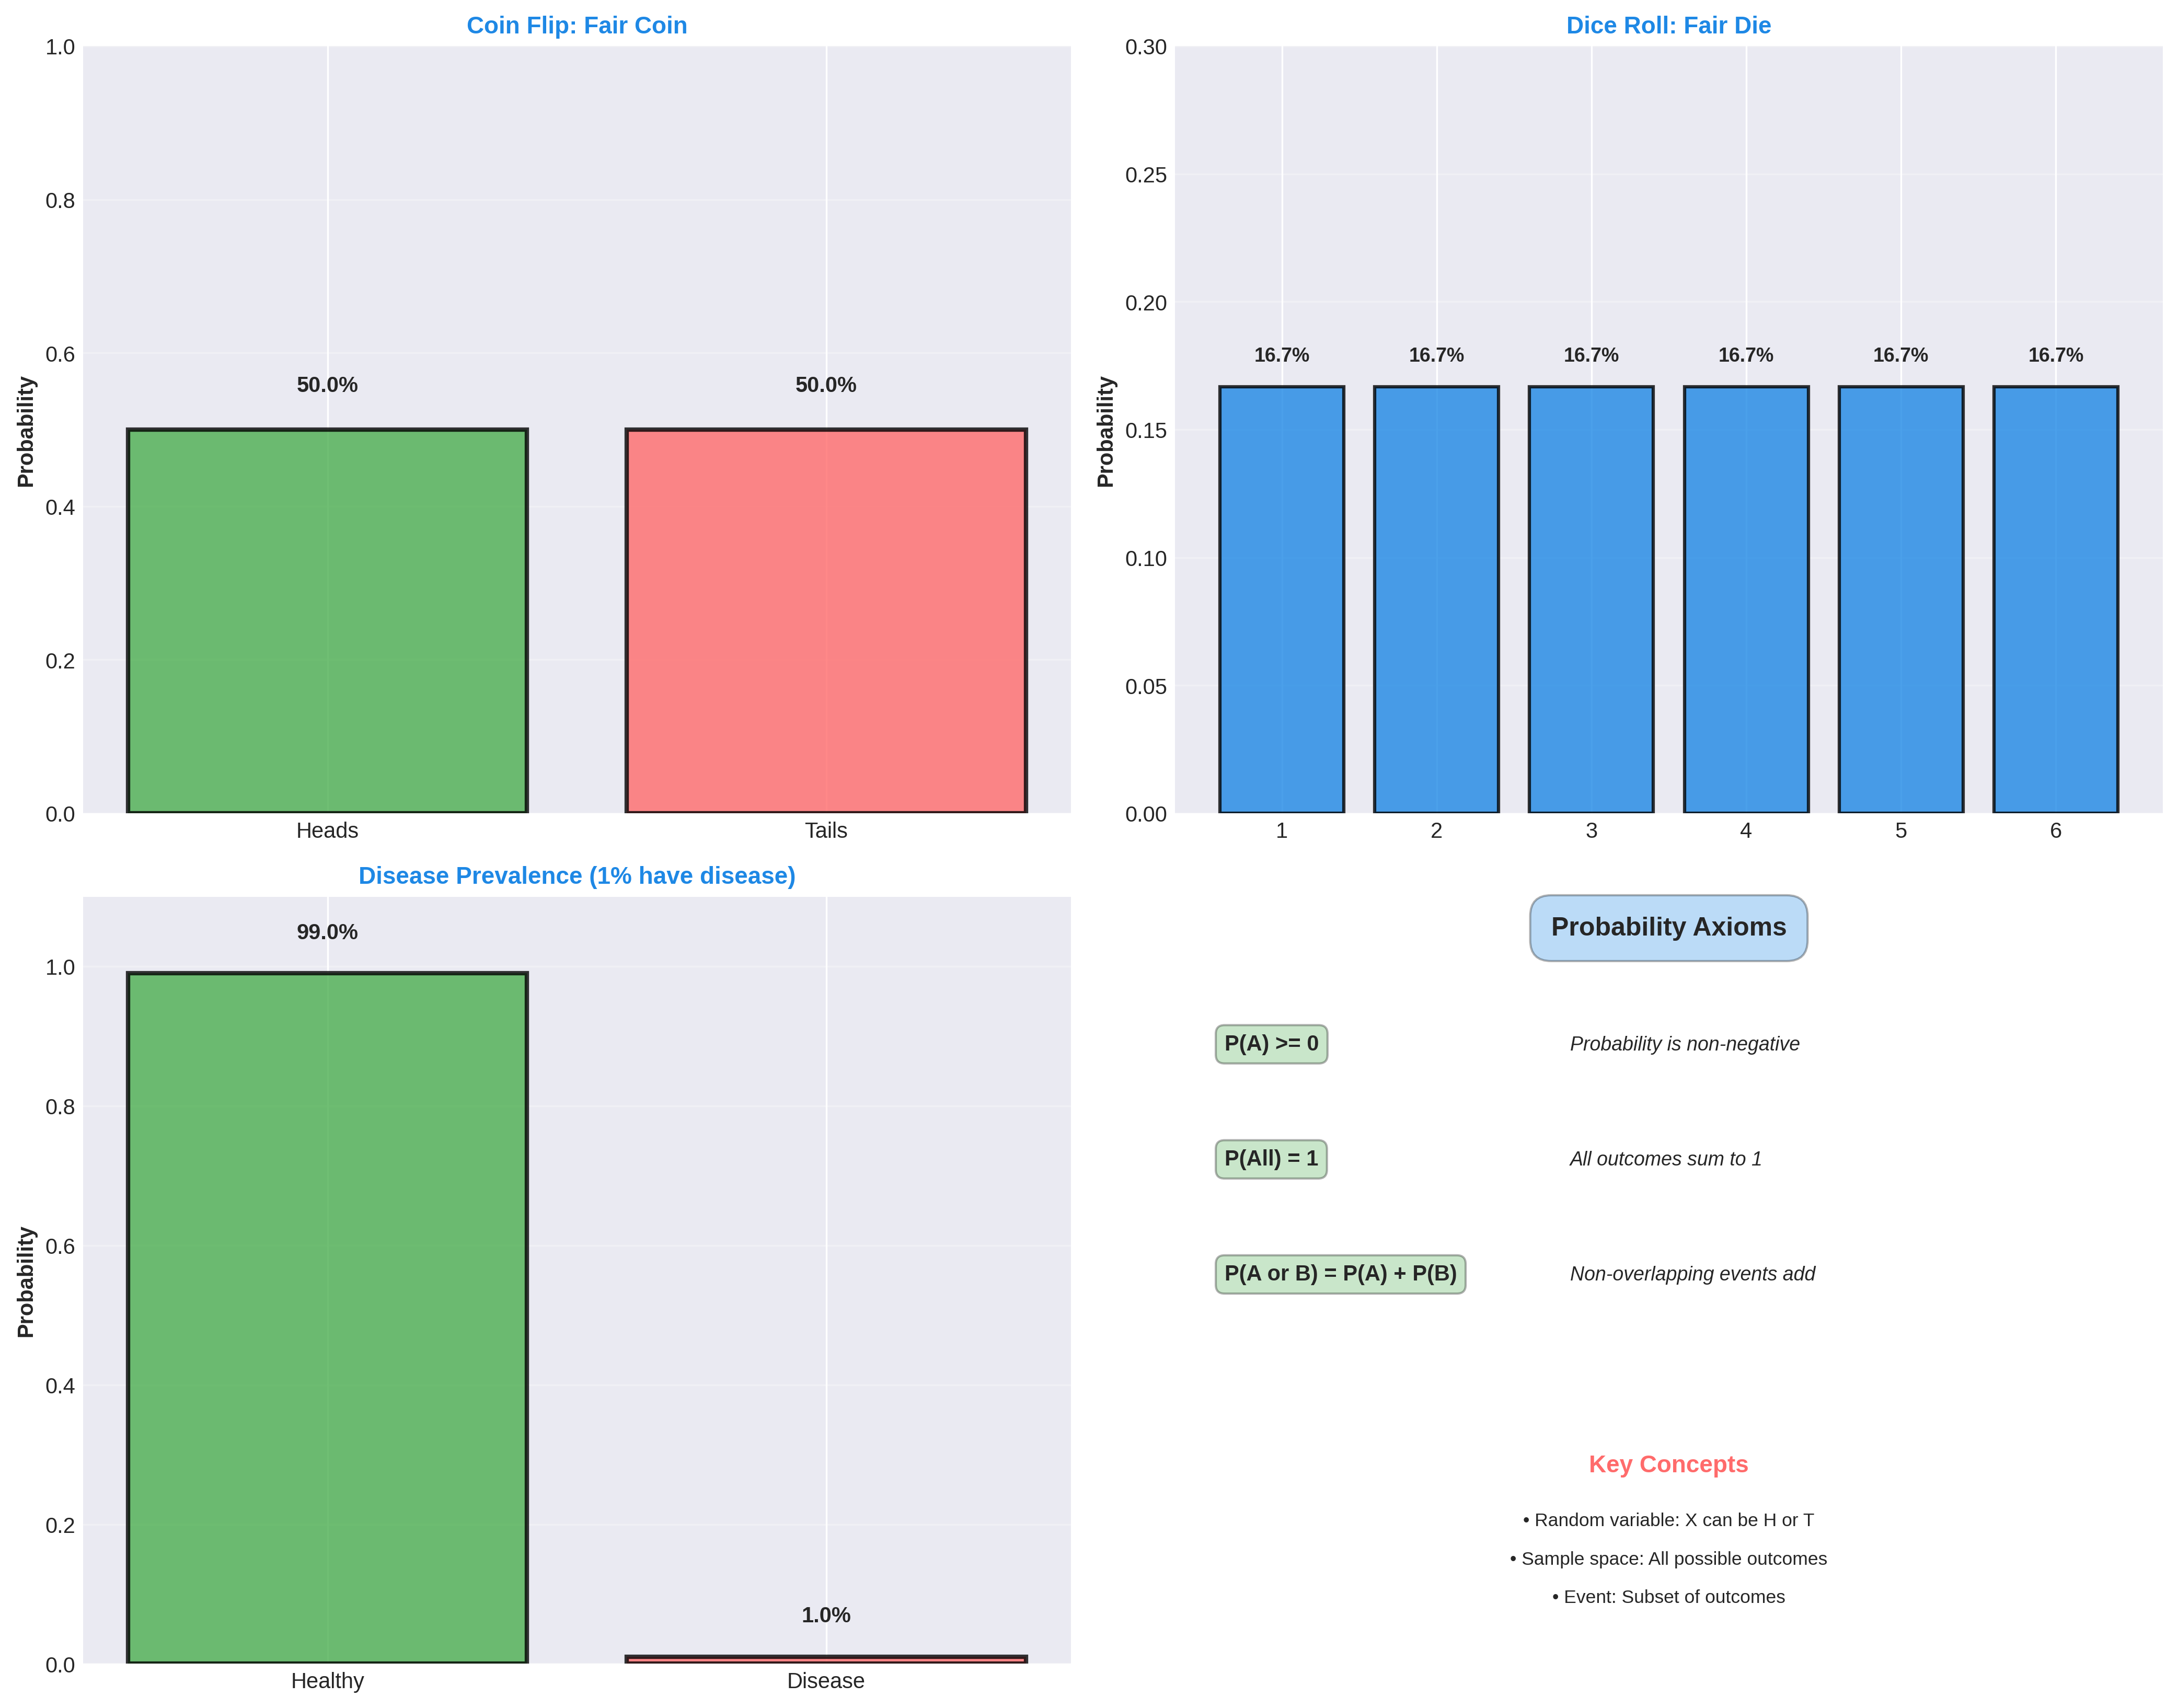 Coin Flip: Fair Coin
1.0
0.8
0.6
0.4
0.2
0.0
Probability
50.0%
50.0%
Heads
Tails
Dice Roll: Fair Die
0.30
0.25
0.20
0.15
0.10
0.05
0.00
Probability
16.7%
16.7%
16.7%
16.7%
16.7%
16.7%
1
2
3
4
5
6
Disease Prevalence (1% have disease)
1.0
0.8
0.6
0.4
0.2
0.0
Probability
99.0%
1.0%
Healthy
Disease
Probability Axioms
P(A) >= 0
Probability is non-negative
P(All) = 1
All outcomes sum to 1
P(A or B) = P(A) + P(B)
Non-overlapping events add
Key Concepts
• Random variable: X can be H or T
• Sample space: All possible outcomes
• Event: Subset of outcomes